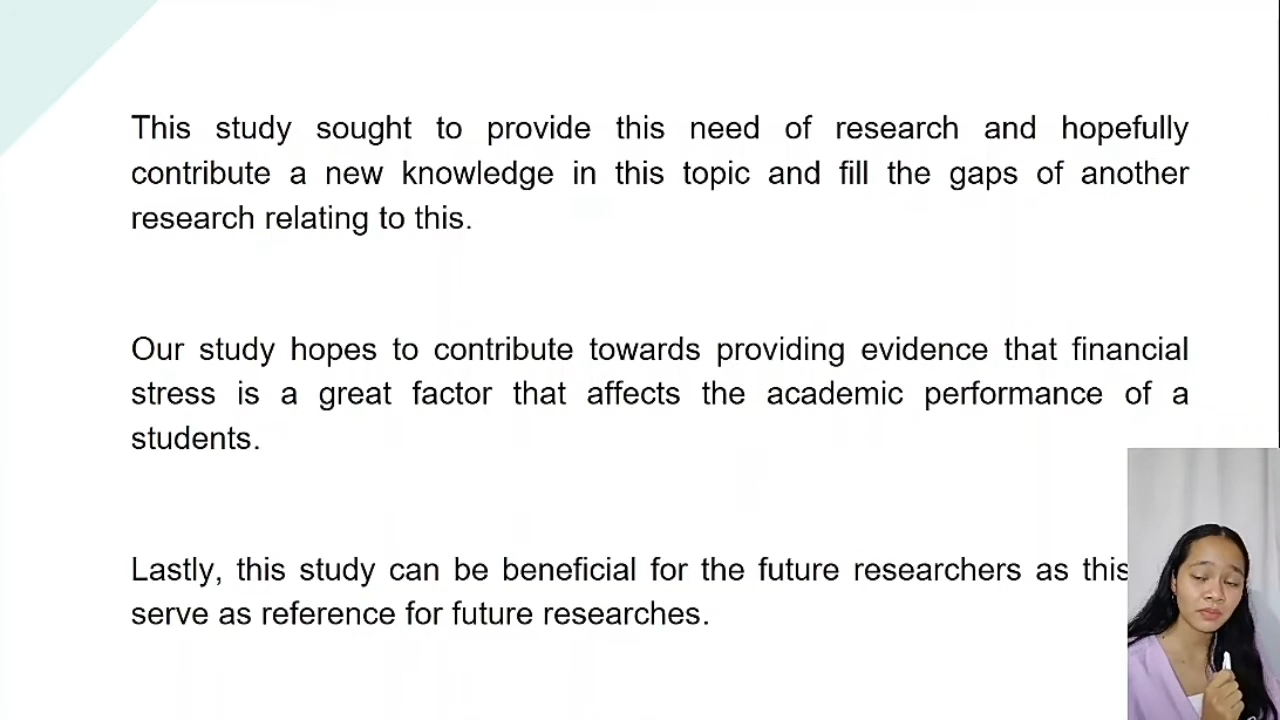 This study sought to provide this need of research and hopefully
contribute a new knowledge in this topic and fill the gaps of another
research relating to this.
Our study hopes to contribute towards providing evidence that financial
stress is a great factor that affects the academic performance of a
students.
Lastly, this study can be beneficial for the future researchers as this
serve as reference for future researches.